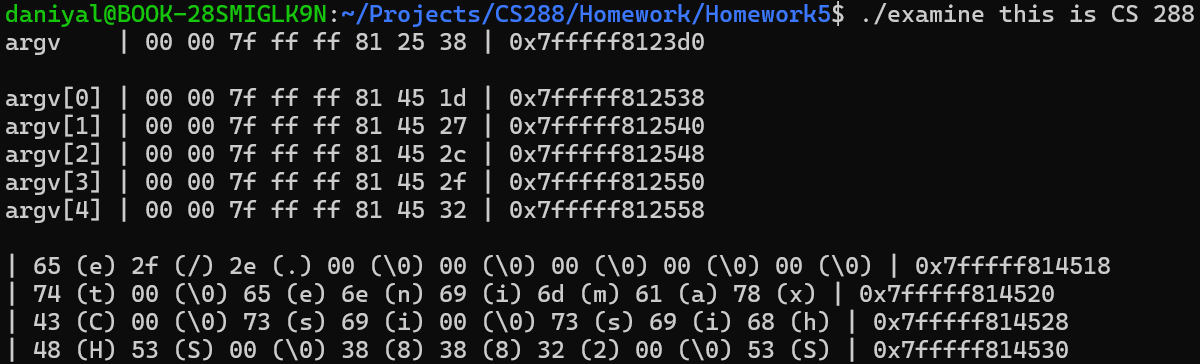 daniyal@BOOK-28SMIGLK9N:~/Projects/CS288/Homework/Homework5$ ./examine this is CS 288
argv     | 00 00 7f ff ff 81 25 38 | 0x7fffff8123d0
argv[0] | 00 00 7f ff ff 81 45 1d | 0x7fffff812538
argv[1] | 00 00 7f ff ff 81 45 27 | 0x7fffff812540
argv[2] | 00 00 7f ff ff 81 45 2c | 0x7fffff812548
argv[3] | 00 00 7f ff ff 81 45 2f | 0x7fffff812550
argv[4] | 00 00 7f ff ff 81 45 32 | 0x7fffff812558
| 65 (e) 2f (/) 2e (.) 00 (\0) 00 (\0) 00 (\0) 00 (\0) 00 (\0) | 0x7fffff814518
| 74 (t) 00 (\0) 65 (e) 6e (n) 69 (i) 6d (m) 61 (a) 78 (x) | 0x7fffff814520
| 43 (C) 00 (\0) 73 (s) 69 (i) 00 (\0) 73 (s) 69 (i) 68 (h) | 0x7fffff814528
| 48 (H) 53 (S) 00 (\0) 38 (8) 38 (8) 32 (2) 00 (\0) 53 (S) | 0x7fffff814530